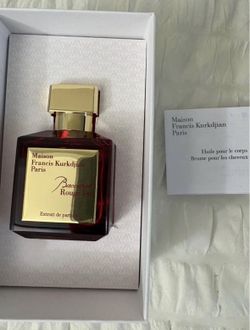 Maison
Francis Kurkdjian
Paris
Baccarat
Rouge
Extrait de parfum
Maison
Francis Kurkdjian
Paris
Huile pour le corps
Brume pour les cheveux